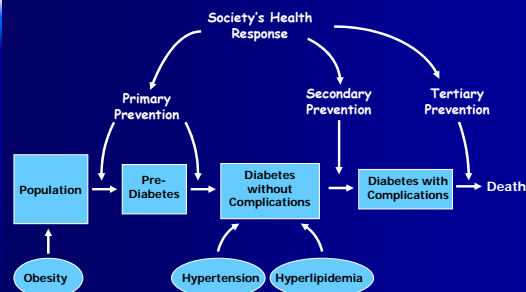 Society's Health
Response
Primary
Prevention
Secondary
Prevention
Tertiary
Prevention
Population
Pre-
Diabetes
Diabetes
without
Complications
Diabetes with
Complications
Death
Obesity
Hypertension
Hyperlipidemia